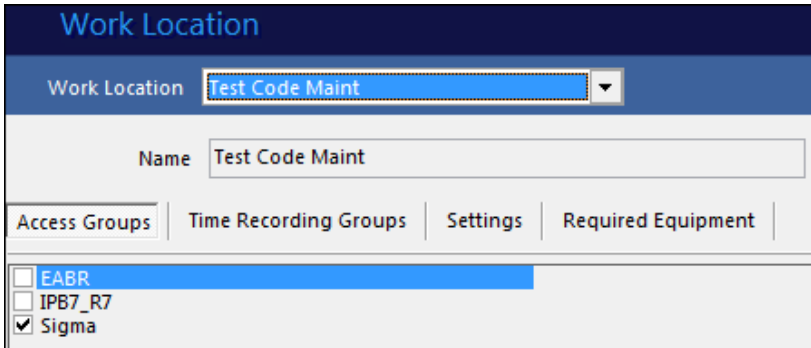 Work Location
Work Location Test Code Maint
Name Test Code Maint
Access Groups Time Recording Groups Settings Required Equipment
EABR
IPB7_R7
Sigma